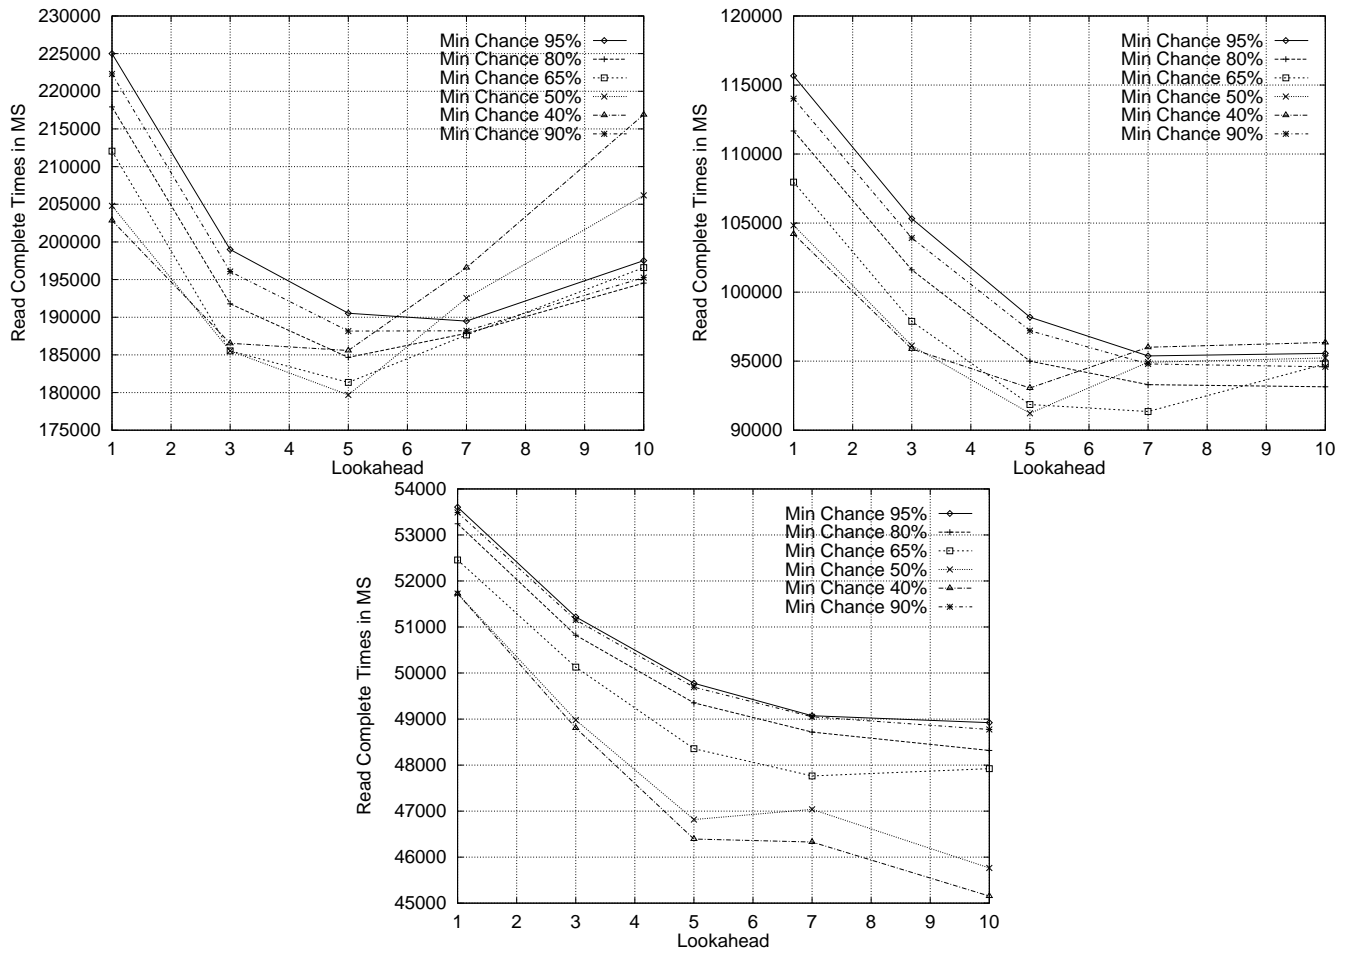 230000
225000
220000
215000
210000
205000
200000
195000
190000
185000
180000
175000
Read Complete Times in MS
Min Chance 95%
Min Chance 80%
Min Chance 65%
Min Chance 50%
Min Chance 40%
Min Chance 90%
1 2 3 4 5 6 7 8 9 10
Lookahead
120000
115000
110000
105000
100000
95000
90000
Read Complete Times in MS
Min Chance 95%
Min Chance 80%
Min Chance 65%
Min Chance 50%
Min Chance 40%
Min Chance 90%
1 2 3 4 5 6 7 8 9 10
Lookahead
54000
53000
52000
51000
50000
49000
48000
47000
46000
45000
Read Complete Times in MS
Min Chance 95%
Min Chance 80%
Min Chance 65%
Min Chance 50%
Min Chance 40%
Min Chance 90%
1 2 3 4 5 6 7 8 9 10
Lookahead